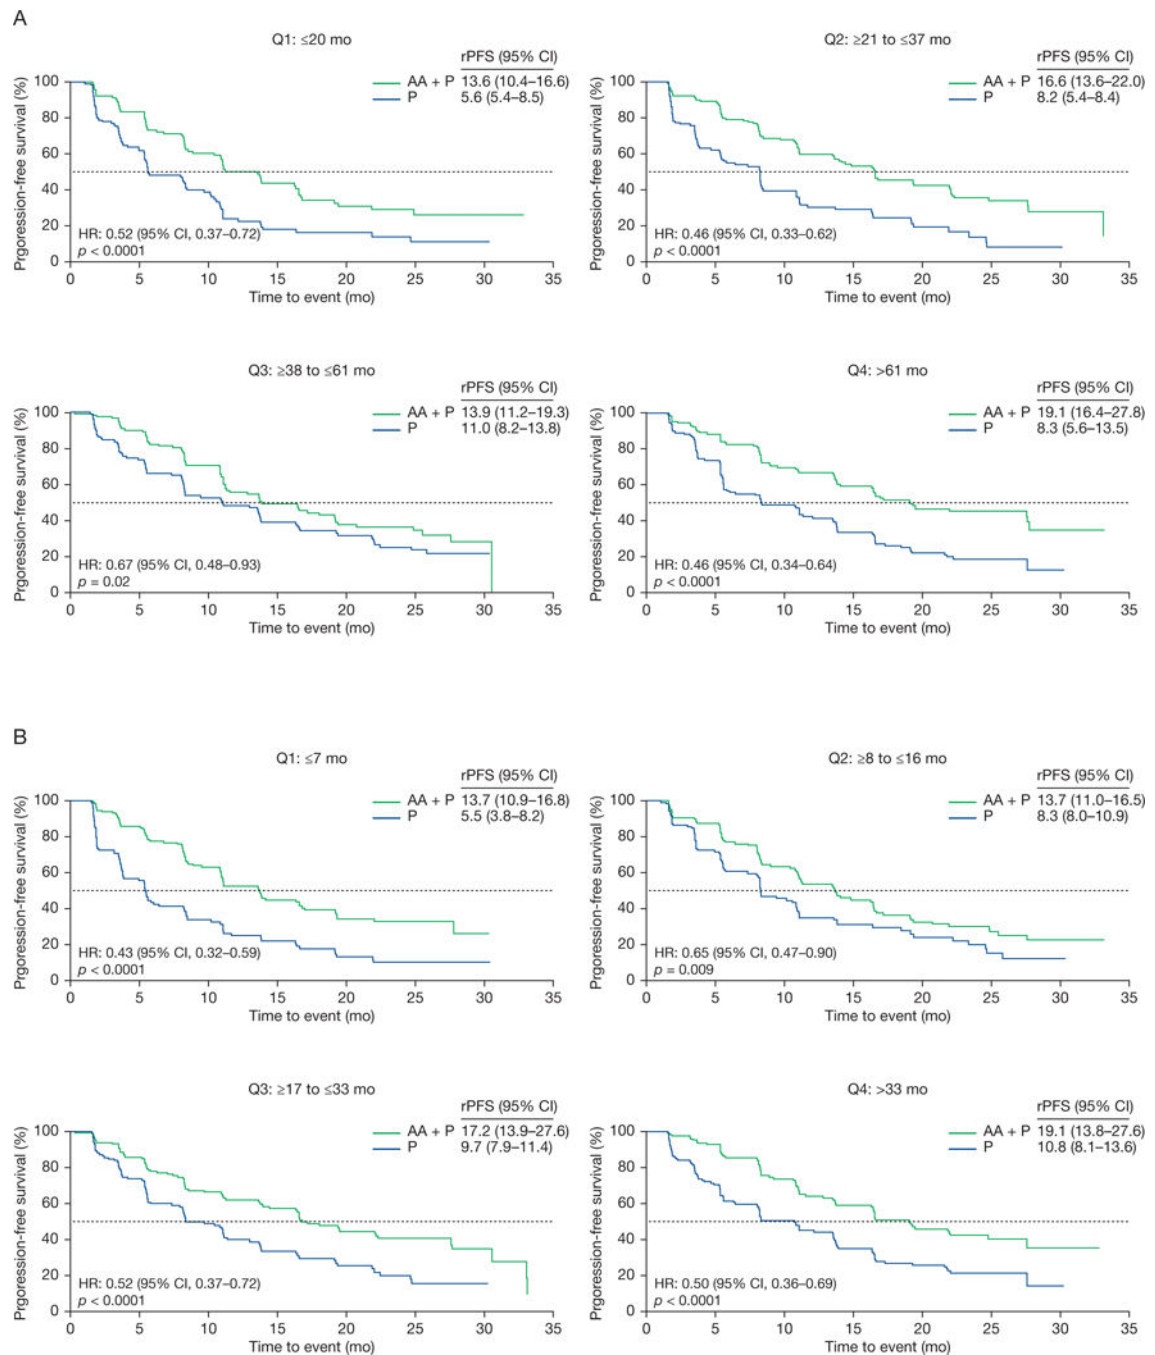 A
Q1: ≤20 mo
rPFS (95% CI)
AA + P 13.6 (10.4–16.6)
P 5.6 (5.4–8.5)
Prgoression-free survival (%)
100
80
60
40
20
0
HR: 0.52 (95% CI, 0.37–0.72)
p < 0.0001
0 5 10 15 20 25 30 35
Time to event (mo)
Q2: ≥21 to ≤37 mo
rPFS (95% CI)
AA + P 16.6 (13.6–22.0)
P 8.2 (5.4–8.4)
Prgoression-free survival (%)
100
80
60
40
20
0
HR: 0.46 (95% CI, 0.33–0.62)
p < 0.0001
0 5 10 15 20 25 30 35
Time to event (mo)
Q3: ≥38 to ≤61 mo
rPFS (95% CI)
AA + P 13.9 (11.2–19.3)
P 11.0 (8.2–13.8)
Prgoression-free survival (%)
100
80
60
40
20
0
HR: 0.67 (95% CI, 0.48–0.93)
p = 0.02
0 5 10 15 20 25 30 35
Time to event (mo)
Q4: >61 mo
rPFS (95% CI)
AA + P 19.1 (16.4–27.8)
P 8.3 (5.6–13.5)
Prgoression-free survival (%)
100
80
60
40
20
0
HR: 0.46 (95% CI, 0.34–0.64)
p < 0.0001
0 5 10 15 20 25 30 35
Time to event (mo)
B
Q1: ≤7 mo
rPFS (95% CI)
AA + P 13.7 (10.9–16.8)
P 5.5 (3.8–8.2)
Prgoression-free survival (%)
100
80
60
40
20
0
HR: 0.43 (95% CI, 0.32–0.59)
p < 0.0001
0 5 10 15 20 25 30 35
Time to event (mo)
Q2: ≥8 to ≤16 mo
rPFS (95% CI)
AA + P 13.7 (11.0–16.5)
P 8.3 (8.0–10.9)
Prgoression-free survival (%)
100
80
60
40
20
0
HR: 0.65 (95% CI, 0.47–0.90)
p = 0.009
0 5 10 15 20 25 30 35
Time to event (mo)
Q3: ≥17 to ≤33 mo
rPFS (95% CI)
AA + P 17.2 (13.9–27.6)
P 9.7 (7.9–11.4)
Prgoression-free survival (%)
100
80
60
40
20
0
HR: 0.52 (95% CI, 0.37–0.72)
p < 0.0001
0 5 10 15 20 25 30 35
Time to event (mo)
Q4: >33 mo
rPFS (95% CI)
AA + P 19.1 (13.8–27.6)
P 10.8 (8.1–13.6)
Prgoression-free survival (%)
100
80
60
40
20
0
HR: 0.50 (95% CI, 0.36–0.69)
p < 0.0001
0 5 10 15 20 25 30 35
Time to event (mo)